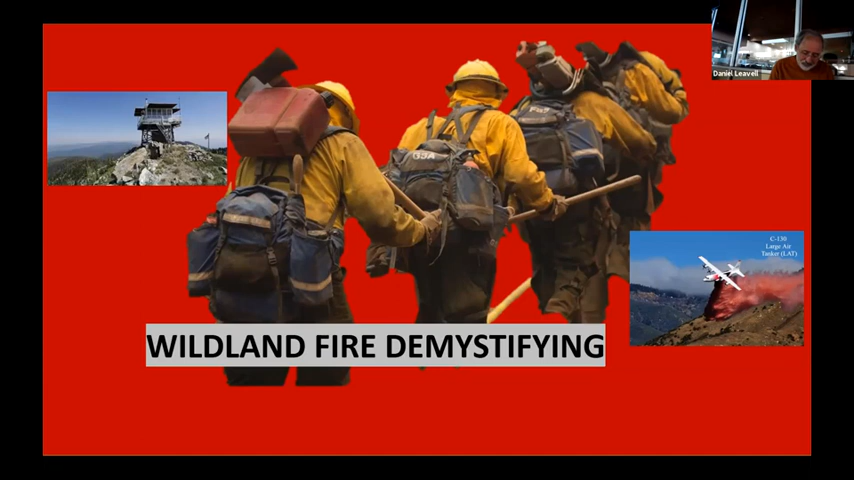 Daniel Leavell
C-130
Large Air
Tanker (LAT)
WILDLAND FIRE DEMYSTIFYING